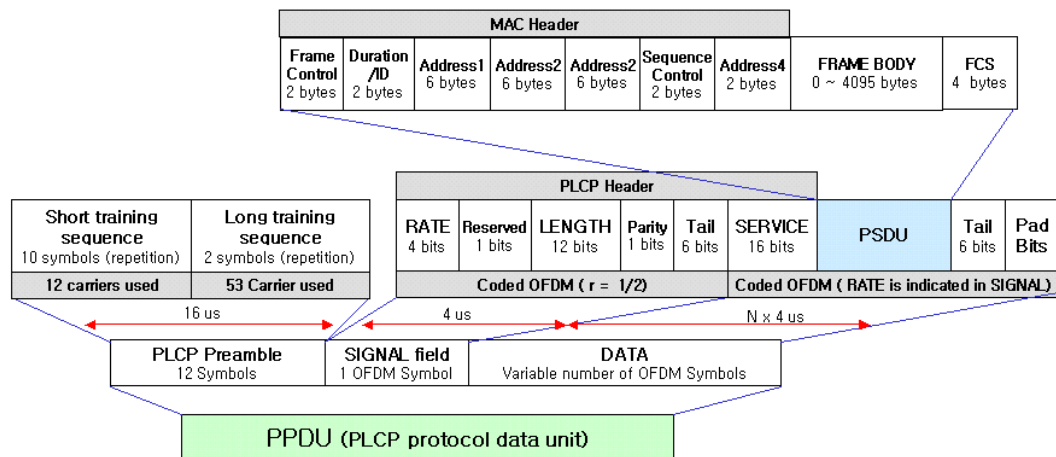 MAC Header
Frame Control 2 bytes
Duration /ID 2 bytes
Address1 6 bytes
Address2 6 bytes
Address2 6 bytes
Sequence Control 2 bytes
Address4 2 bytes
FRAME BODY 0 ~ 4095 bytes
FCS 4 bytes
PLCP Header
Short training sequence 10 symbols (repetition)
Long training sequence 2 symbols (repetition)
RATE 4 bits
Reserved 1 bits
LENGTH 12 bits
Parity 1 bits
Tail 6 bits
SERVICE 16 bits
PSDU
Tail 6 bits
Pad Bits
12 carriers used
53 Carrier used
Coded OFDM ( r = 1/2)
Coded OFDM ( RATE is indicated in SIGNAL)
16 us
4 us
N x 4 us
PLCP Preamble 12 Symbols
SIGNAL field 1 OFDM Symbol
DATA Variable number of OFDM Symbols
PPDU (PLCP protocol data unit)